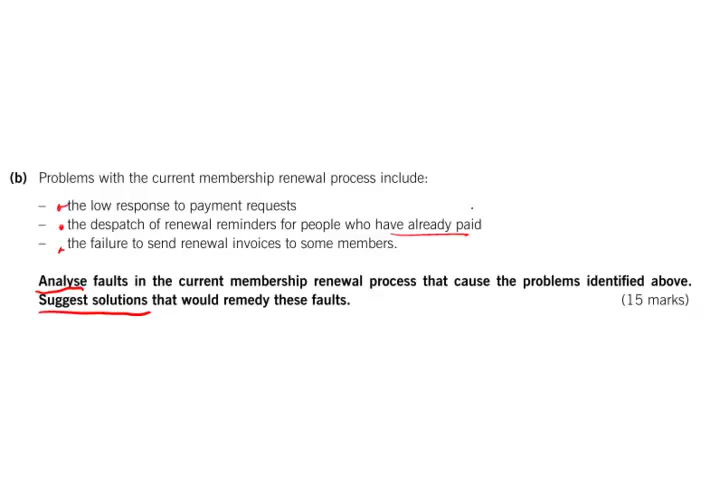 (b) Problems with the current membership renewal process include:
– the low response to payment requests
– the despatch of renewal reminders for people who have already paid
– the failure to send renewal invoices to some members.
Analyse faults in the current membership renewal process that cause the problems identified above.
Suggest solutions that would remedy these faults. (15 marks)